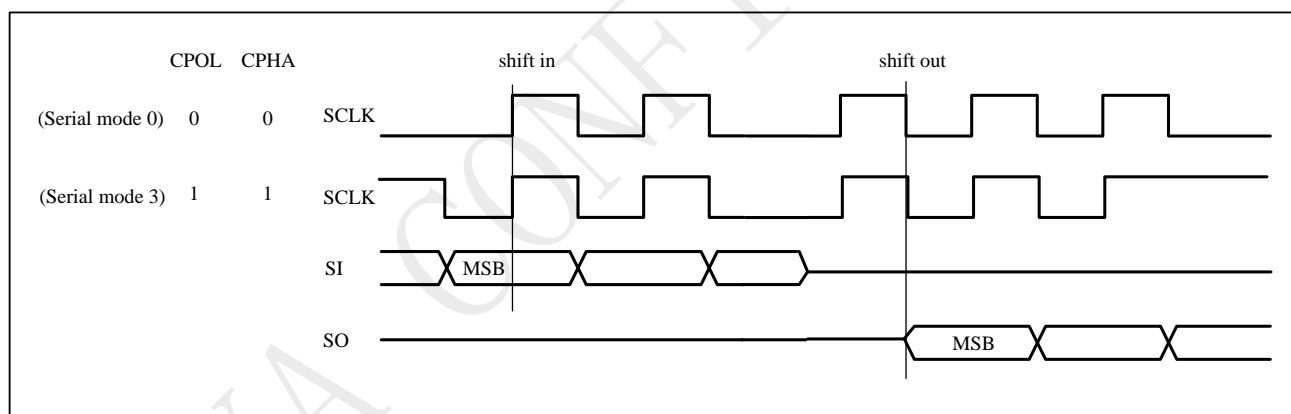 CPOL CPHA shift in shift out
(Serial mode 0) 0 0 SCLK
(Serial mode 3) 1 1 SCLK
SI MSB
SO MSB